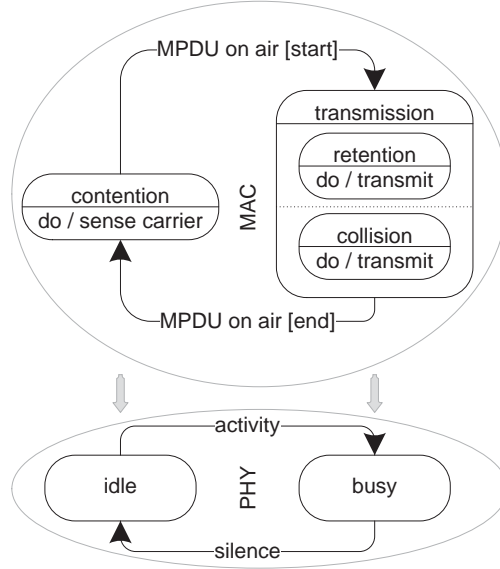 MPDU on air [start]
transmission
retention
do / transmit
contention
do / sense carrier
MAC
collision
do / transmit
MPDU on air [end]
activity
idle
PHY
busy
silence